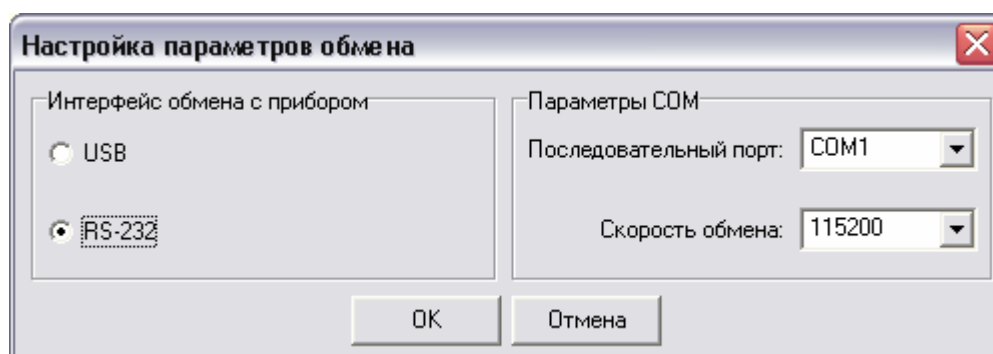 Настройка параметров обмена
Интерфейс обмена с прибором
USB
RS-232
Параметры COM
Последовательный порт: COM1
Скорость обмена: 115200
OK
Отмена